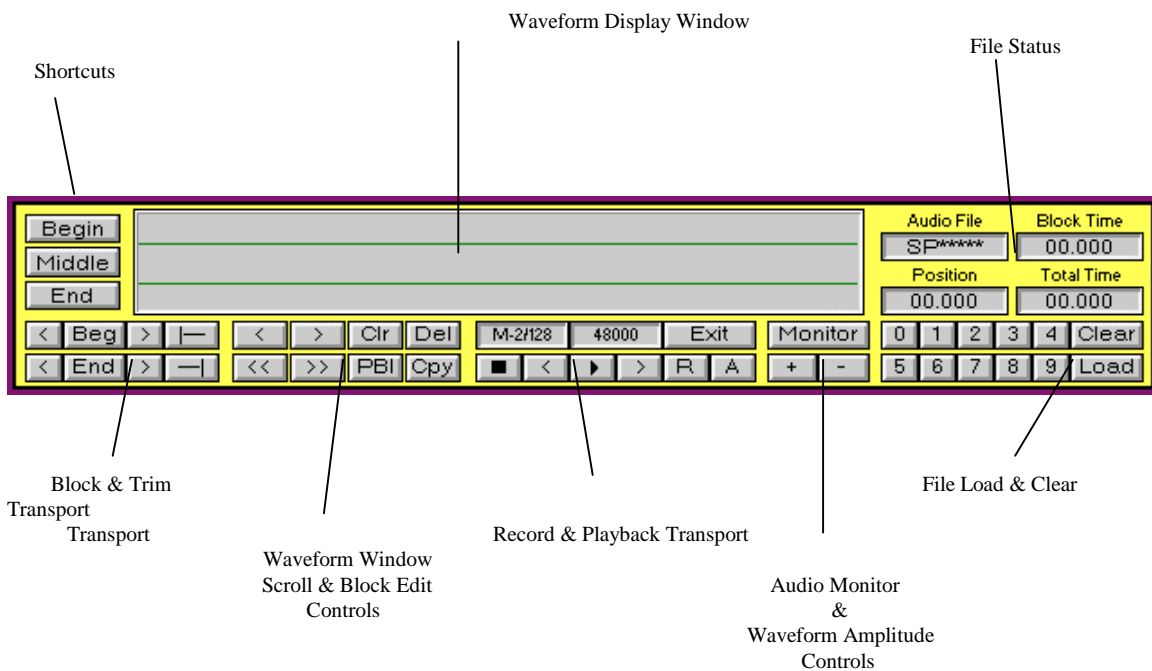 Waveform Display Window
File Status
Shortcuts
Begin
Middle
End
Audio File
Block Time
SP*****
00.000
Position
Total Time
00.000
00.000
< Beg > |—
< > Clr Del
M-2/128 48000 Exit
Monitor
0 1 2 3 4 Clear
< End > —|
<< >> PBI Cpy
■ < ▶ > R A
+ -
5 6 7 8 9 Load
Block & Trim
Transport
Transport
File Load & Clear
Record & Playback Transport
Waveform Window
Scroll & Block Edit
Controls
Audio Monitor
&
Waveform Amplitude
Controls